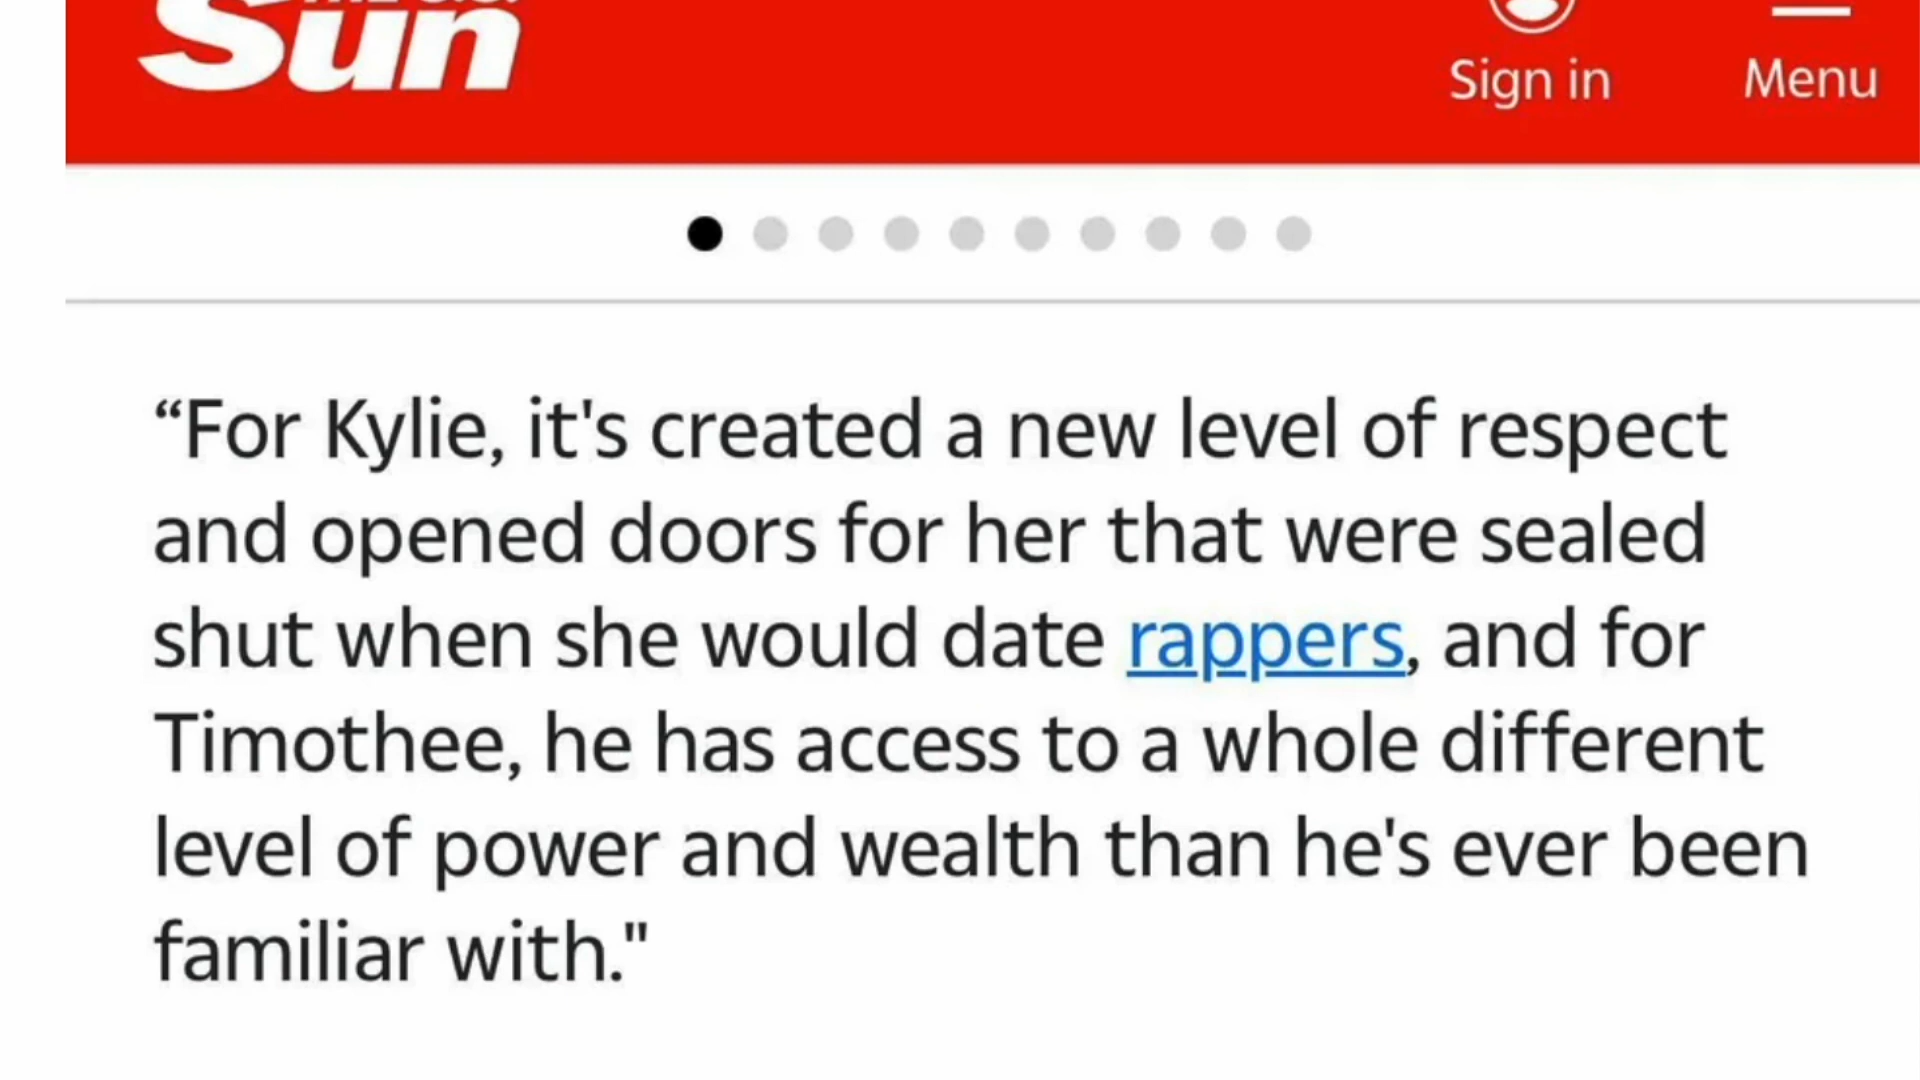 Sun
Sign in
Menu
“For Kylie, it's created a new level of respect
and opened doors for her that were sealed
shut when she would date rappers, and for
Timothee, he has access to a whole different
level of power and wealth than he's ever been
familiar with."